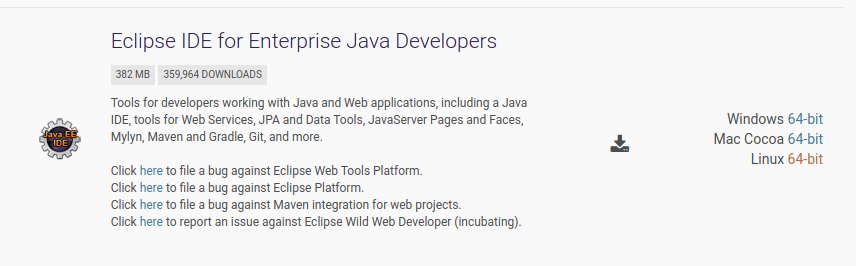 Eclipse IDE for Enterprise Java Developers
382 MB 359,964 DOWNLOADS
Tools for developers working with Java and Web applications, including a Java
IDE, tools for Web Services, JPA and Data Tools, JavaServer Pages and Faces,
Mylyn, Maven and Gradle, Git, and more.
Java EE
IDE
Click here to file a bug against Eclipse Web Tools Platform.
Click here to file a bug against Eclipse Platform.
Click here to file a bug against Maven integration for web projects.
Click here to report an issue against Eclipse Wild Web Developer (incubating).
Windows 64-bit
Mac Cocoa 64-bit
Linux 64-bit